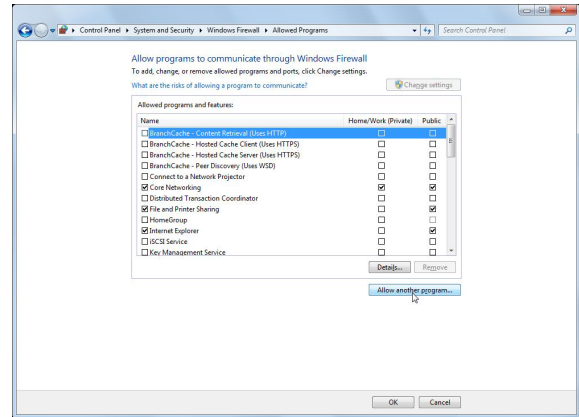 Control Panel ▸ System and Security ▸ Windows Firewall ▸ Allowed Programs
Search Control Panel
Allow programs to communicate through Windows Firewall
To add, change, or remove allowed programs and ports, click Change settings.
What are the risks of allowing a program to communicate?
Change settings
Allowed programs and features:
Name Home/Work (Private) Public
BranchCache - Content Retrieval (Uses HTTP)
BranchCache - Hosted Cache Client (Uses HTTPS)
BranchCache - Hosted Cache Server (Uses HTTPS)
BranchCache - Peer Discovery (Uses WSD)
Connect to a Network Projector
Core Networking
Distributed Transaction Coordinator
File and Printer Sharing
HomeGroup
Internet Explorer
iSCSI Service
Key Management Service
Details... Remove
Allow another program...
OK Cancel